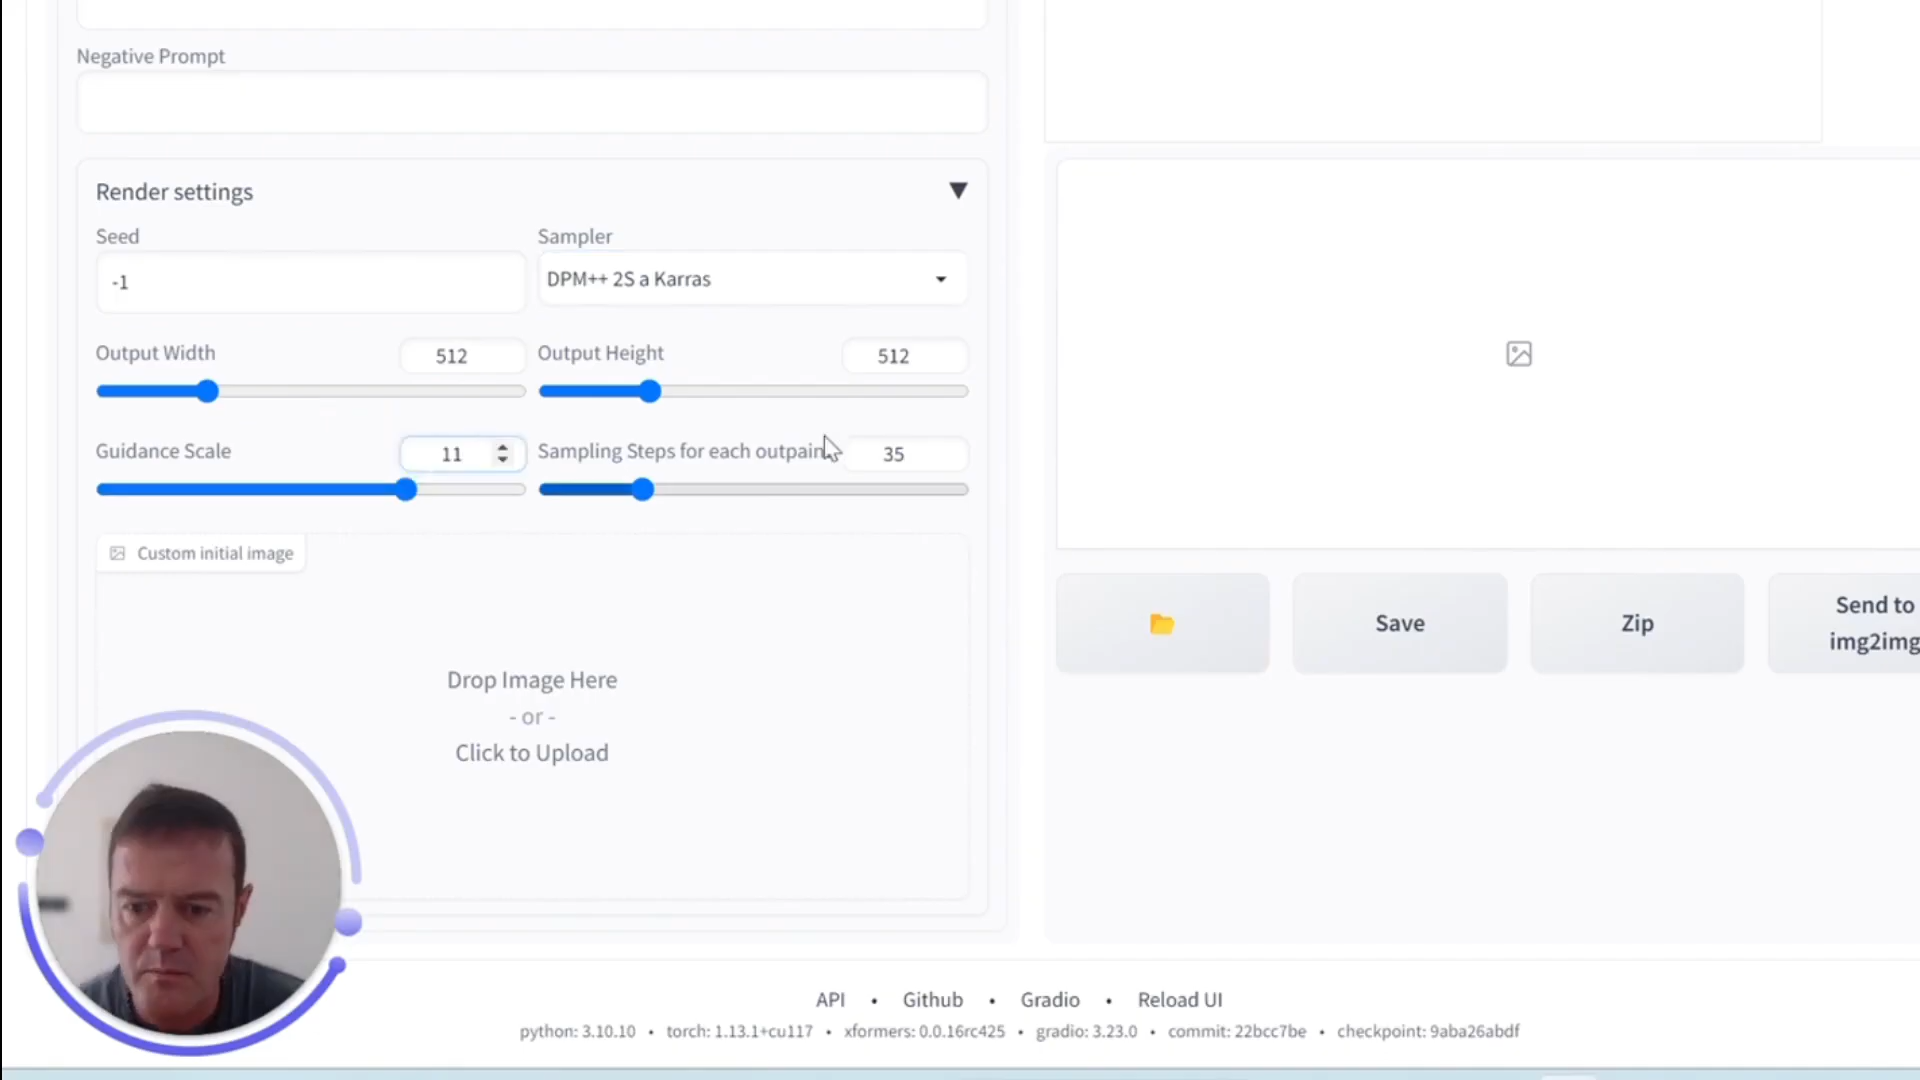 Negative Prompt
Render settings
▼
Seed
Sampler
-1
DPM++ 2S a Karras
Output Width
512
Output Height
512
Guidance Scale
11
Sampling Steps for each outpain
35
Custom initial image
Drop Image Here
- or -
Click to Upload
Save
Zip
Send to
img2img
API • Github • Gradio • Reload UI
python: 3.10.10 • torch: 1.13.1+cu117 • xformers: 0.0.16rc425 • gradio: 3.23.0 • commit: 22bcc7be • checkpoint: 9aba26abdf